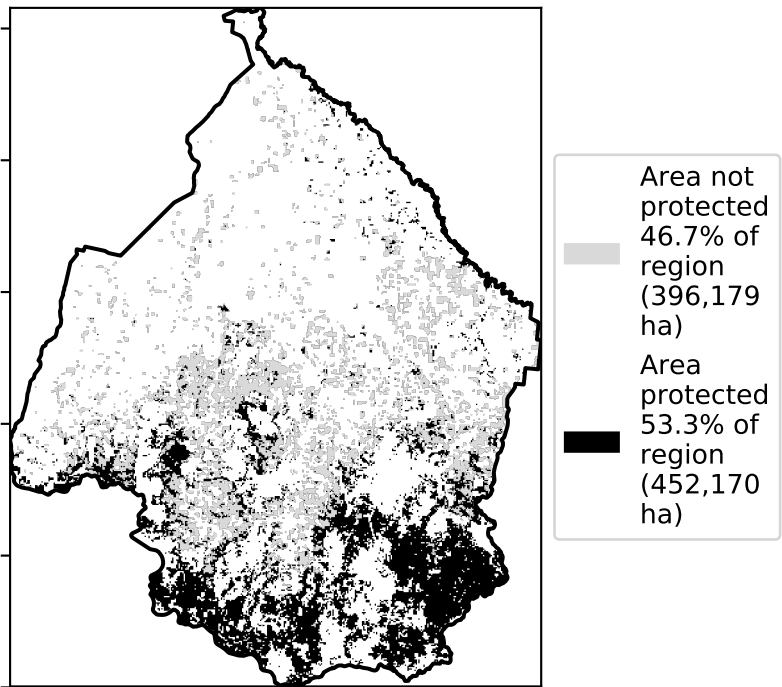 Area not
protected
46.7% of
region
(396,179
ha)
Area
protected
53.3% of
region
(452,170
ha)